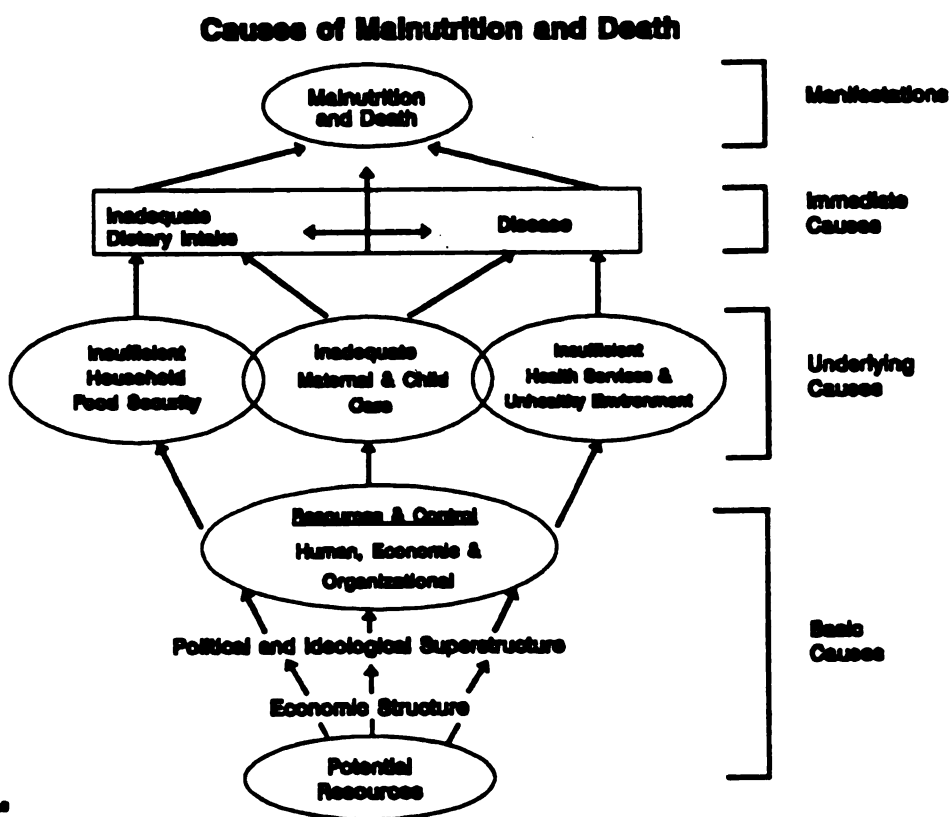 Causes of Malnutrition and Death
Malnutrition
and Death
Manifestations
Inadequate
Dietary Intake
Disease
Immediate
Causes
Insufficient
Household
Food Security
Inadequate
Maternal & Child
Care
Insufficient
Health Services &
Unhealthy Environment
Underlying
Causes
Resources & Control
Human, Economic &
Organizational
Political and Ideological Superstructure
Economic Structure
Potential
Resources
Basic
Causes